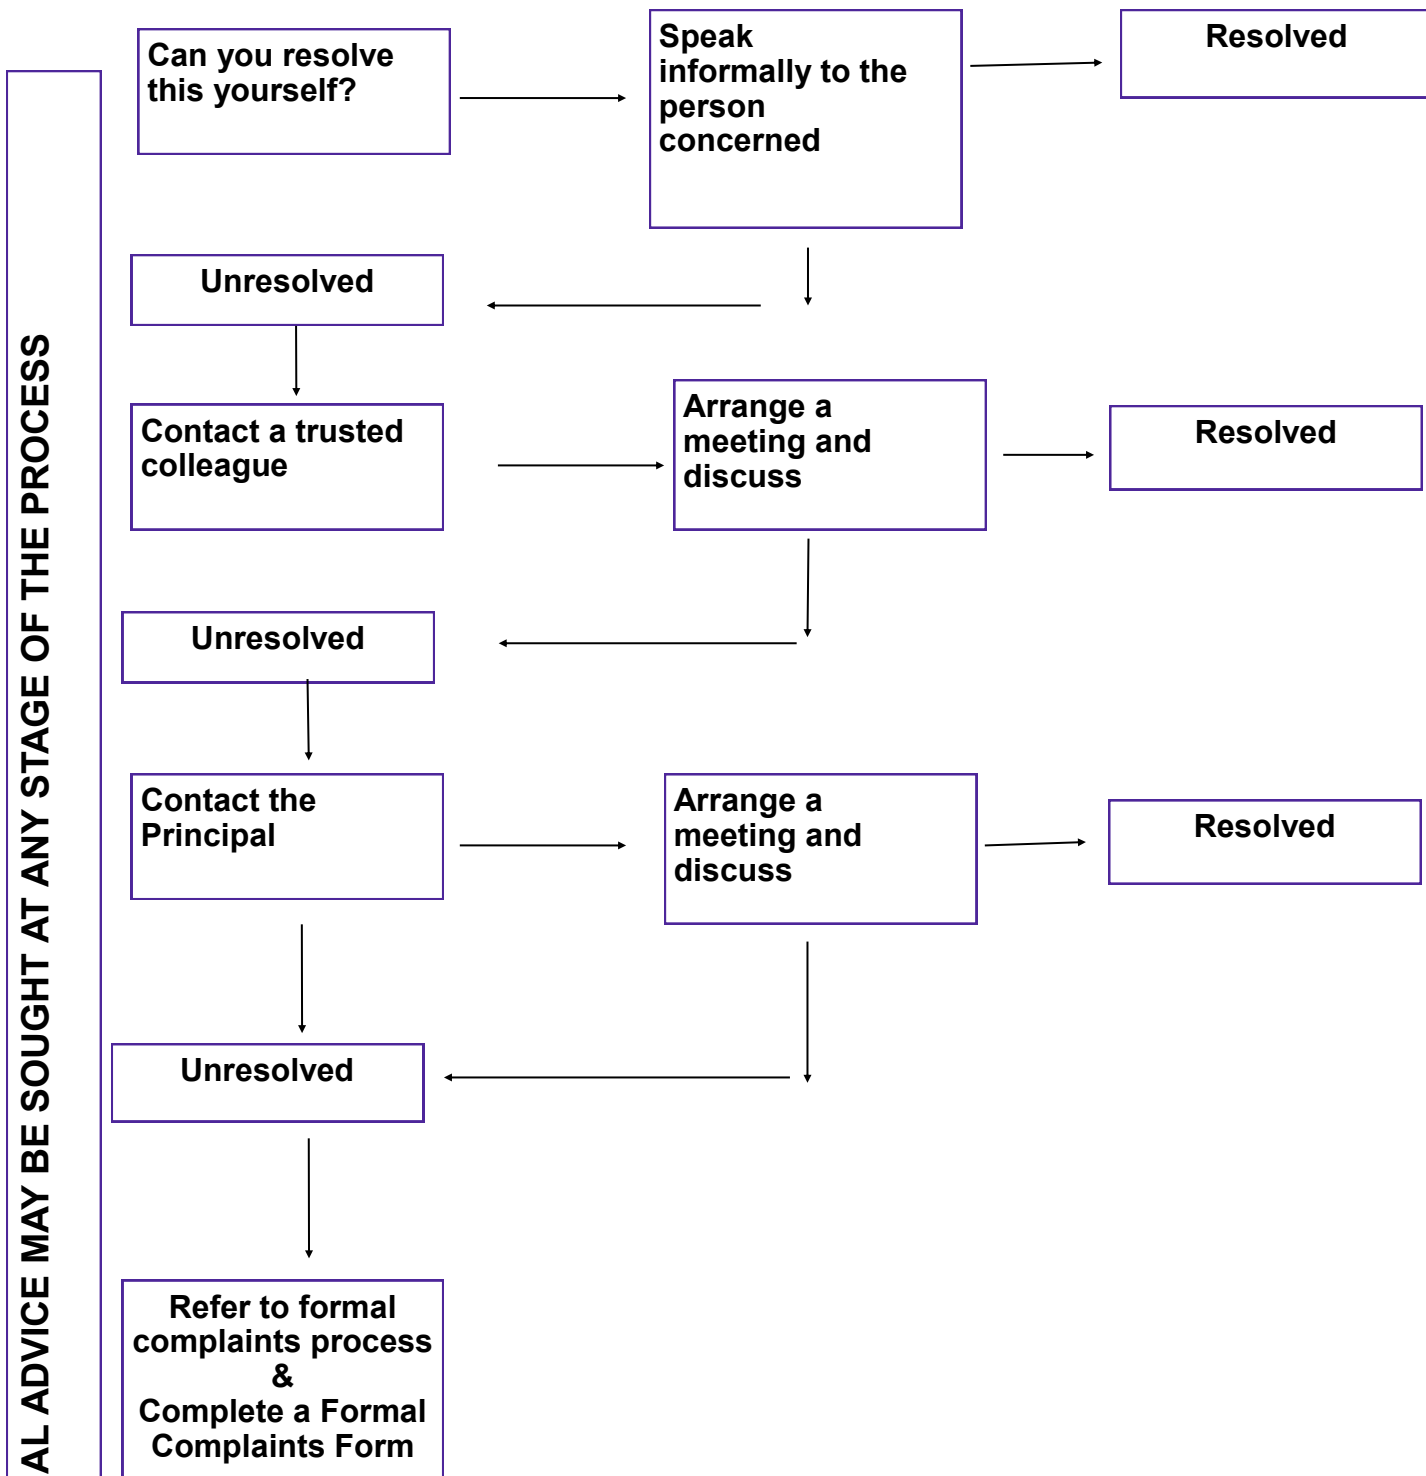 Can you resolve
this yourself?
Speak
informally to the
person
concerned
Resolved
Unresolved
Contact a trusted
colleague
Arrange a
meeting and
discuss
Resolved
Unresolved
Contact the
Principal
Arrange a
meeting and
discuss
Resolved
Unresolved
Refer to formal
complaints process
&
Complete a Formal
Complaints Form
AL ADVICE MAY BE SOUGHT AT ANY STAGE OF THE PROCESS